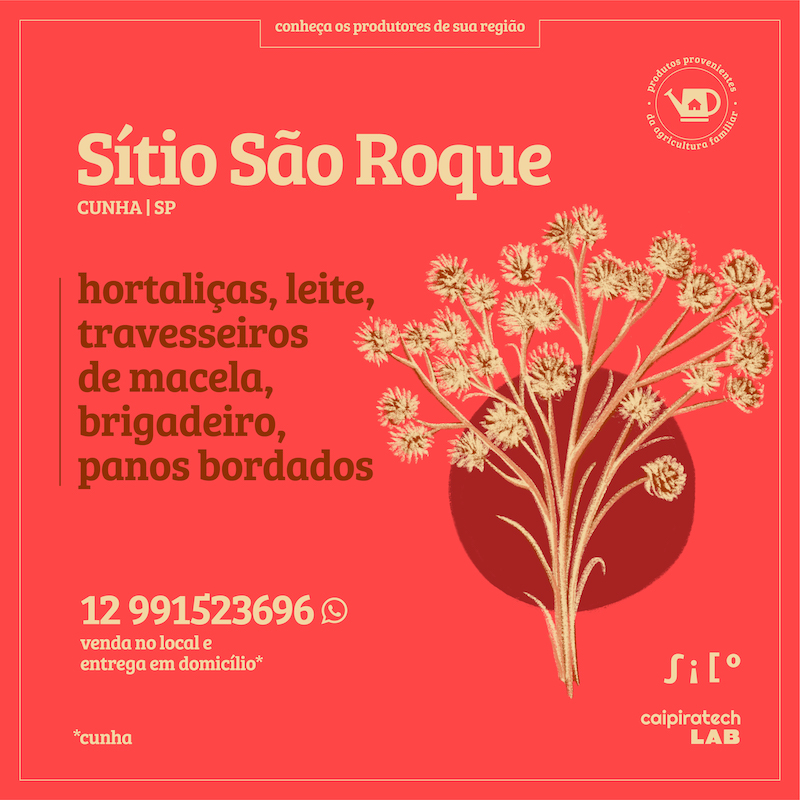 conheça os produtores de sua região
produtos provenientes
da agricultura familiar
Sítio São Roque
CUNHA | SP
hortaliças, leite,
travesseiros
de macela,
brigadeiro,
panos bordados
12 991523696
venda no local e
entrega em domicílio*
*cunha
silo
caipiratech
LAB